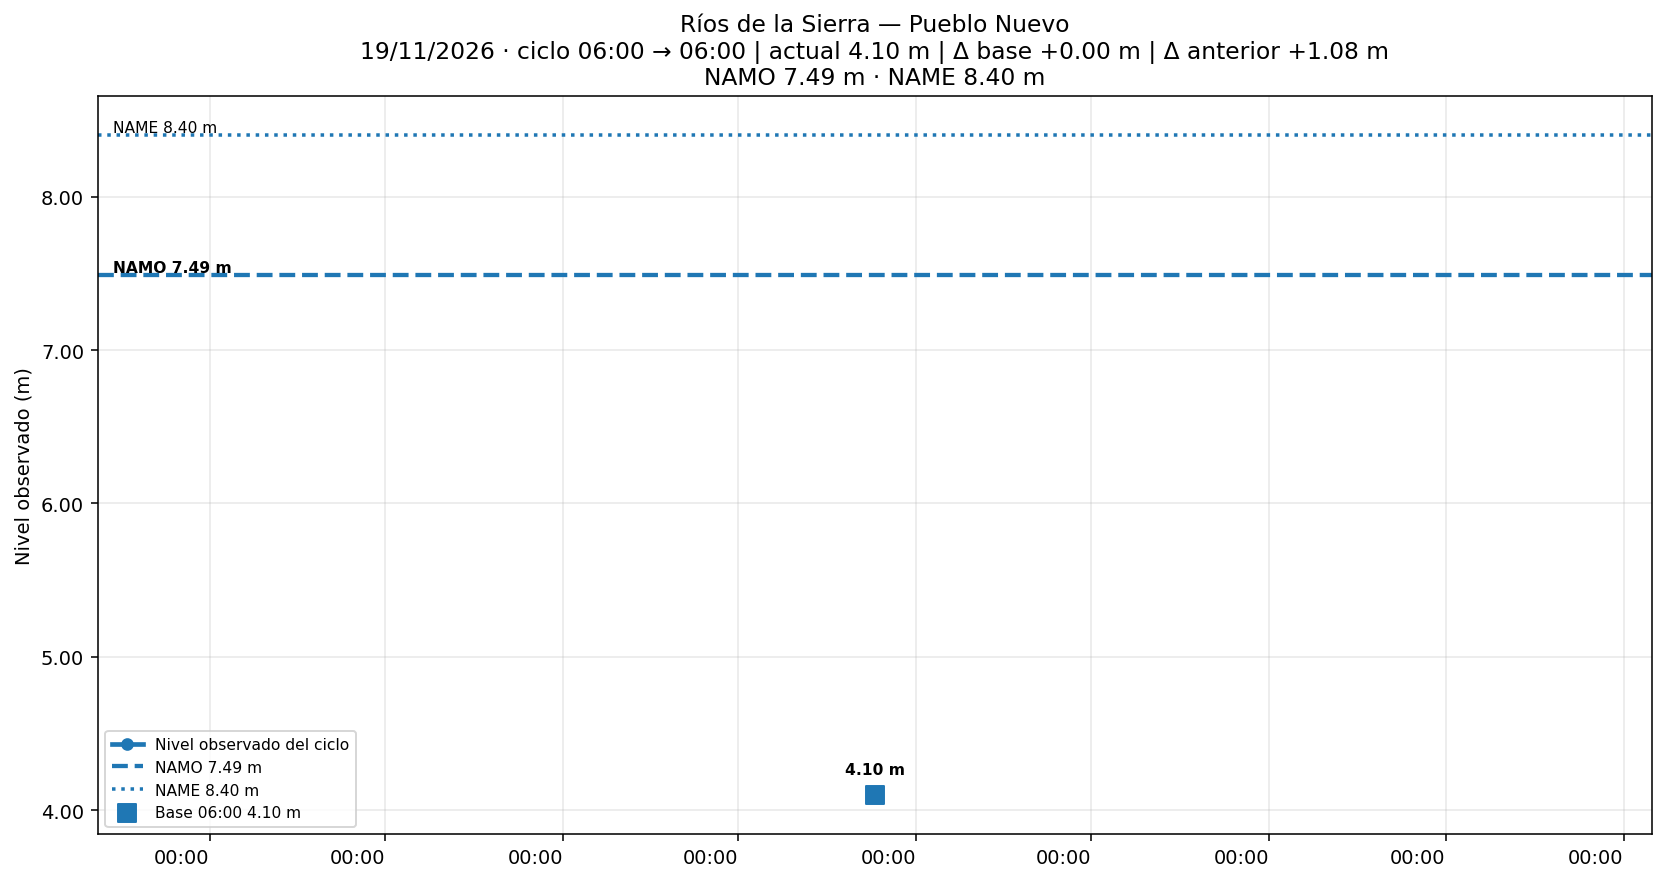 Ríos de la Sierra — Pueblo Nuevo
19/11/2026 · ciclo 06:00 → 06:00 | actual 4.10 m | Δ base +0.00 m | Δ anterior +1.08 m
NAMO 7.49 m · NAME 8.40 m
NAME 8.40 m
8.00
NAMO 7.49 m
7.00
Nivel observado (m)
6.00
5.00
4.00
4.10 m
Nivel observado del ciclo
NAMO 7.49 m
NAME 8.40 m
Base 06:00 4.10 m
00:00 00:00 00:00 00:00 00:00 00:00 00:00 00:00 00:00